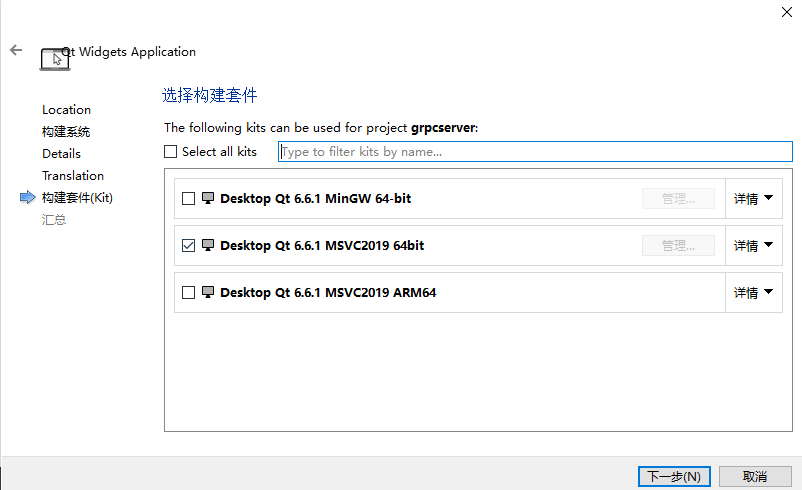 Qt Widgets Application
Location
构建系统
Details
Translation
构建套件(Kit)
汇总
选择构建套件
The following kits can be used for project grpcserver:
Select all kits
Type to filter kits by name...
Desktop Qt 6.6.1 MinGW 64-bit 管理... 详情
Desktop Qt 6.6.1 MSVC2019 64bit 管理... 详情
Desktop Qt 6.6.1 MSVC2019 ARM64 详情
下一步(N) 取消